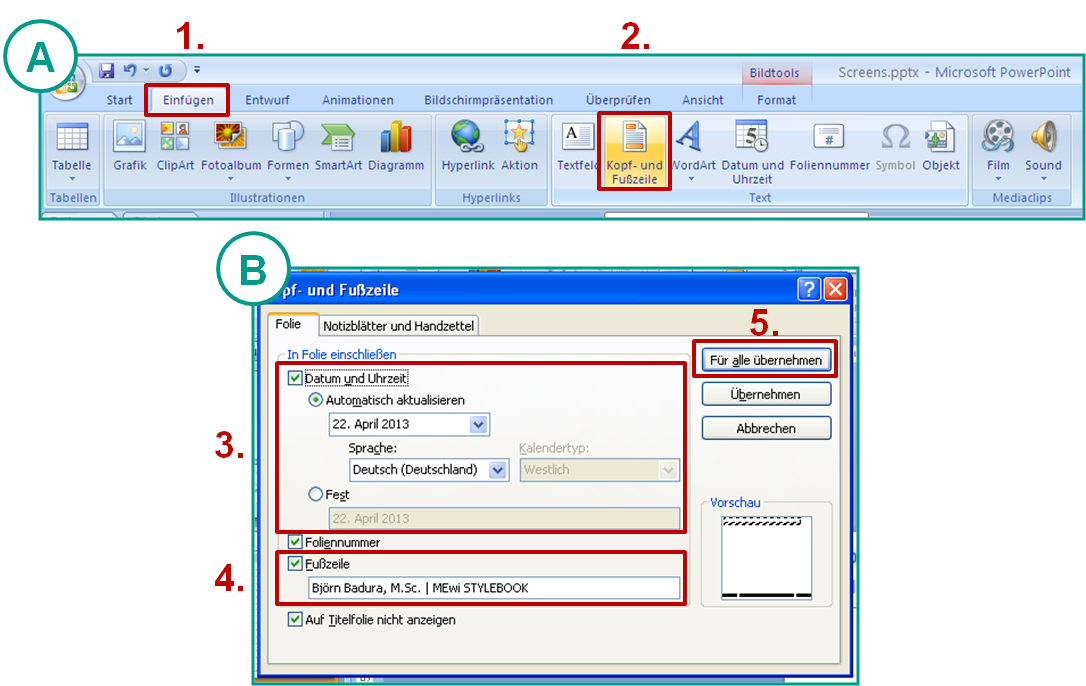 1.
2.
A
Bildtools
Screens.pptx - Microsoft PowerPoint
Start Einfügen Entwurf Animationen Bildschirmpräsentation Überprüfen Ansicht Format
Tabelle Grafik ClipArt Fotoalbum Formen SmartArt Diagramm Hyperlink Aktion Textfeld Kopf- und Fußzeile WordArt Datum und Uhrzeit Foliennummer Symbol Objekt Film Sound
Tabellen Illustrationen Hyperlinks Text Mediaclips
B
pf- und Fußzeile
Folie Notizblätter und Handzettel
5.
In Folie einschließen
Für alle übernehmen
Datum und Uhrzeit
Übernehmen
Automatisch aktualisieren
22. April 2013
Abbrechen
3.
Sprache: Kalendertyp:
Deutsch (Deutschland) Westlich
Fest
Vorschau
22. April 2013
Foliennummer
4.
Fußzeile
Björn Badura, M.Sc. | MEwi STYLEBOOK
Auf Titelfolie nicht anzeigen